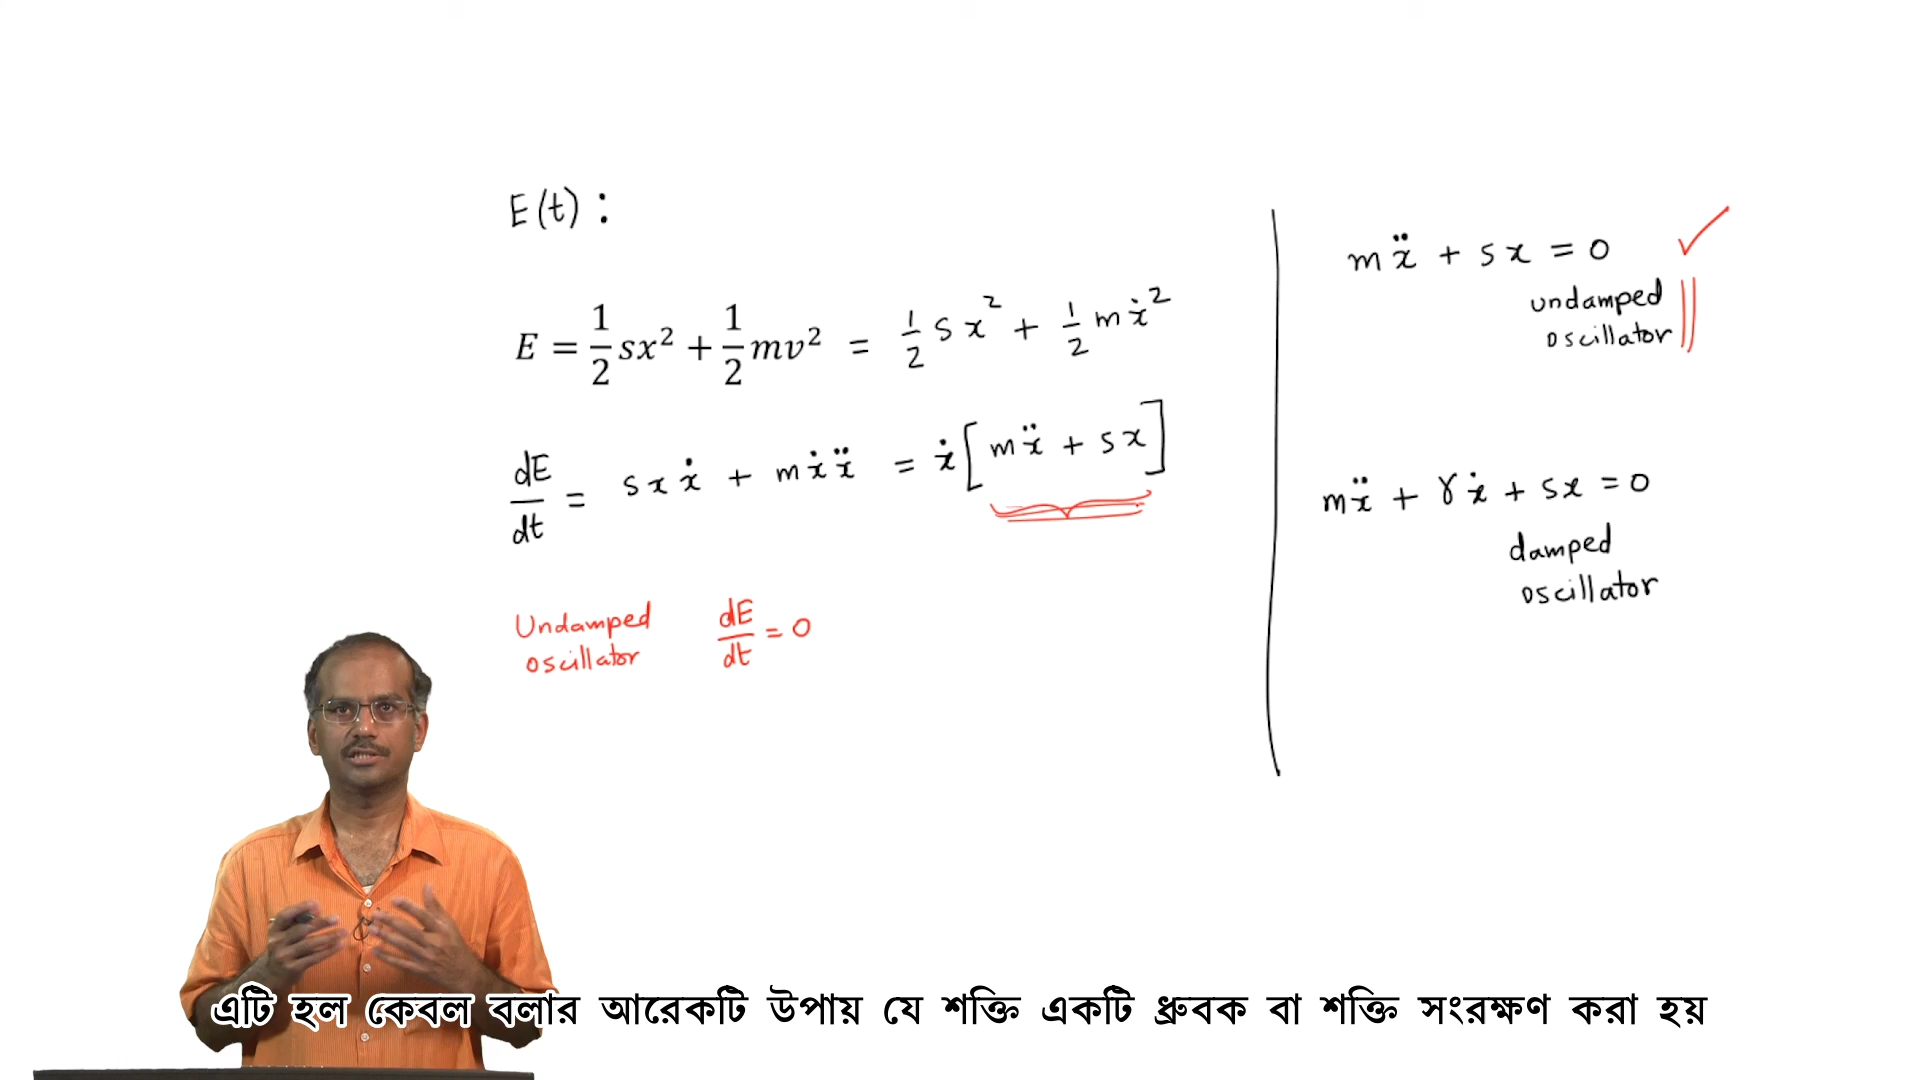 E(t) :
E = 1/2 sx² + 1/2 mv² = 1/2 s x² + 1/2 m ẋ²
dE/dt = s x ẋ + m ẋ ẍ = ẋ [ m ẍ + s x ]
Undamped oscillator dE/dt = 0
m ẍ + s x = 0
undamped
oscillator
m ẍ + γ ẋ + s x = 0
damped
oscillator
এটি হল কেবল বলার আরেকটি উপায় যে শক্তি একটি ধ্রুবক বা শক্তি সংরক্ষণ করা হয়